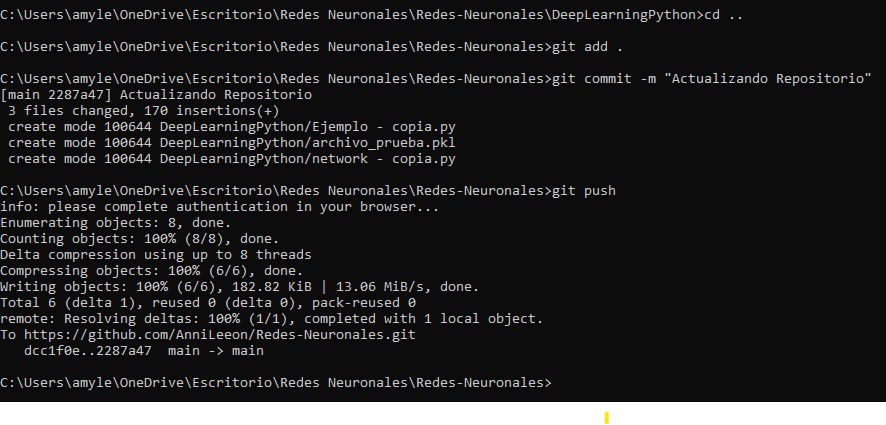 C:\Users\amyle\OneDrive\Escritorio\Redes Neuronales\Redes-Neuronales\DeepLearningPython>cd ..
C:\Users\amyle\OneDrive\Escritorio\Redes Neuronales\Redes-Neuronales>git add .
C:\Users\amyle\OneDrive\Escritorio\Redes Neuronales\Redes-Neuronales>git commit -m "Actualizando Repositorio"
[main 2287a47] Actualizando Repositorio
 3 files changed, 170 insertions(+)
 create mode 100644 DeepLearningPython/Ejemplo - copia.py
 create mode 100644 DeepLearningPython/archivo_prueba.pkl
 create mode 100644 DeepLearningPython/network - copia.py
C:\Users\amyle\OneDrive\Escritorio\Redes Neuronales\Redes-Neuronales>git push
info: please complete authentication in your browser...
Enumerating objects: 8, done.
Counting objects: 100% (8/8), done.
Delta compression using up to 8 threads
Compressing objects: 100% (6/6), done.
Writing objects: 100% (6/6), 182.82 KiB | 13.06 MiB/s, done.
Total 6 (delta 1), reused 0 (delta 0), pack-reused 0
remote: Resolving deltas: 100% (1/1), completed with 1 local object.
To https://github.com/AnniLeeon/Redes-Neuronales.git
   dcc1f0e..2287a47  main -> main
C:\Users\amyle\OneDrive\Escritorio\Redes Neuronales\Redes-Neuronales>